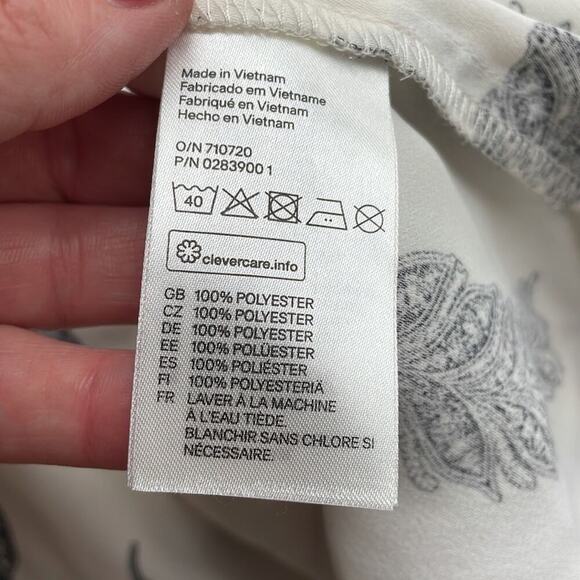 Made in Vietnam
Fabricado em Vietname
Fabriqué en Vietnam
Hecho en Vietnam
O/N 710720
P/N 0283900 1
40
clevercare.info
GB 100% POLYESTER
CZ 100% POLYESTER
DE 100% POLYESTER
EE 100% POLÜESTER
ES 100% POLIÉSTER
FI 100% POLYESTERIÄ
FR LAVER À LA MACHINE
À L'EAU TIÈDE.
BLANCHIR SANS CHLORE SI
NÉCESSAIRE.